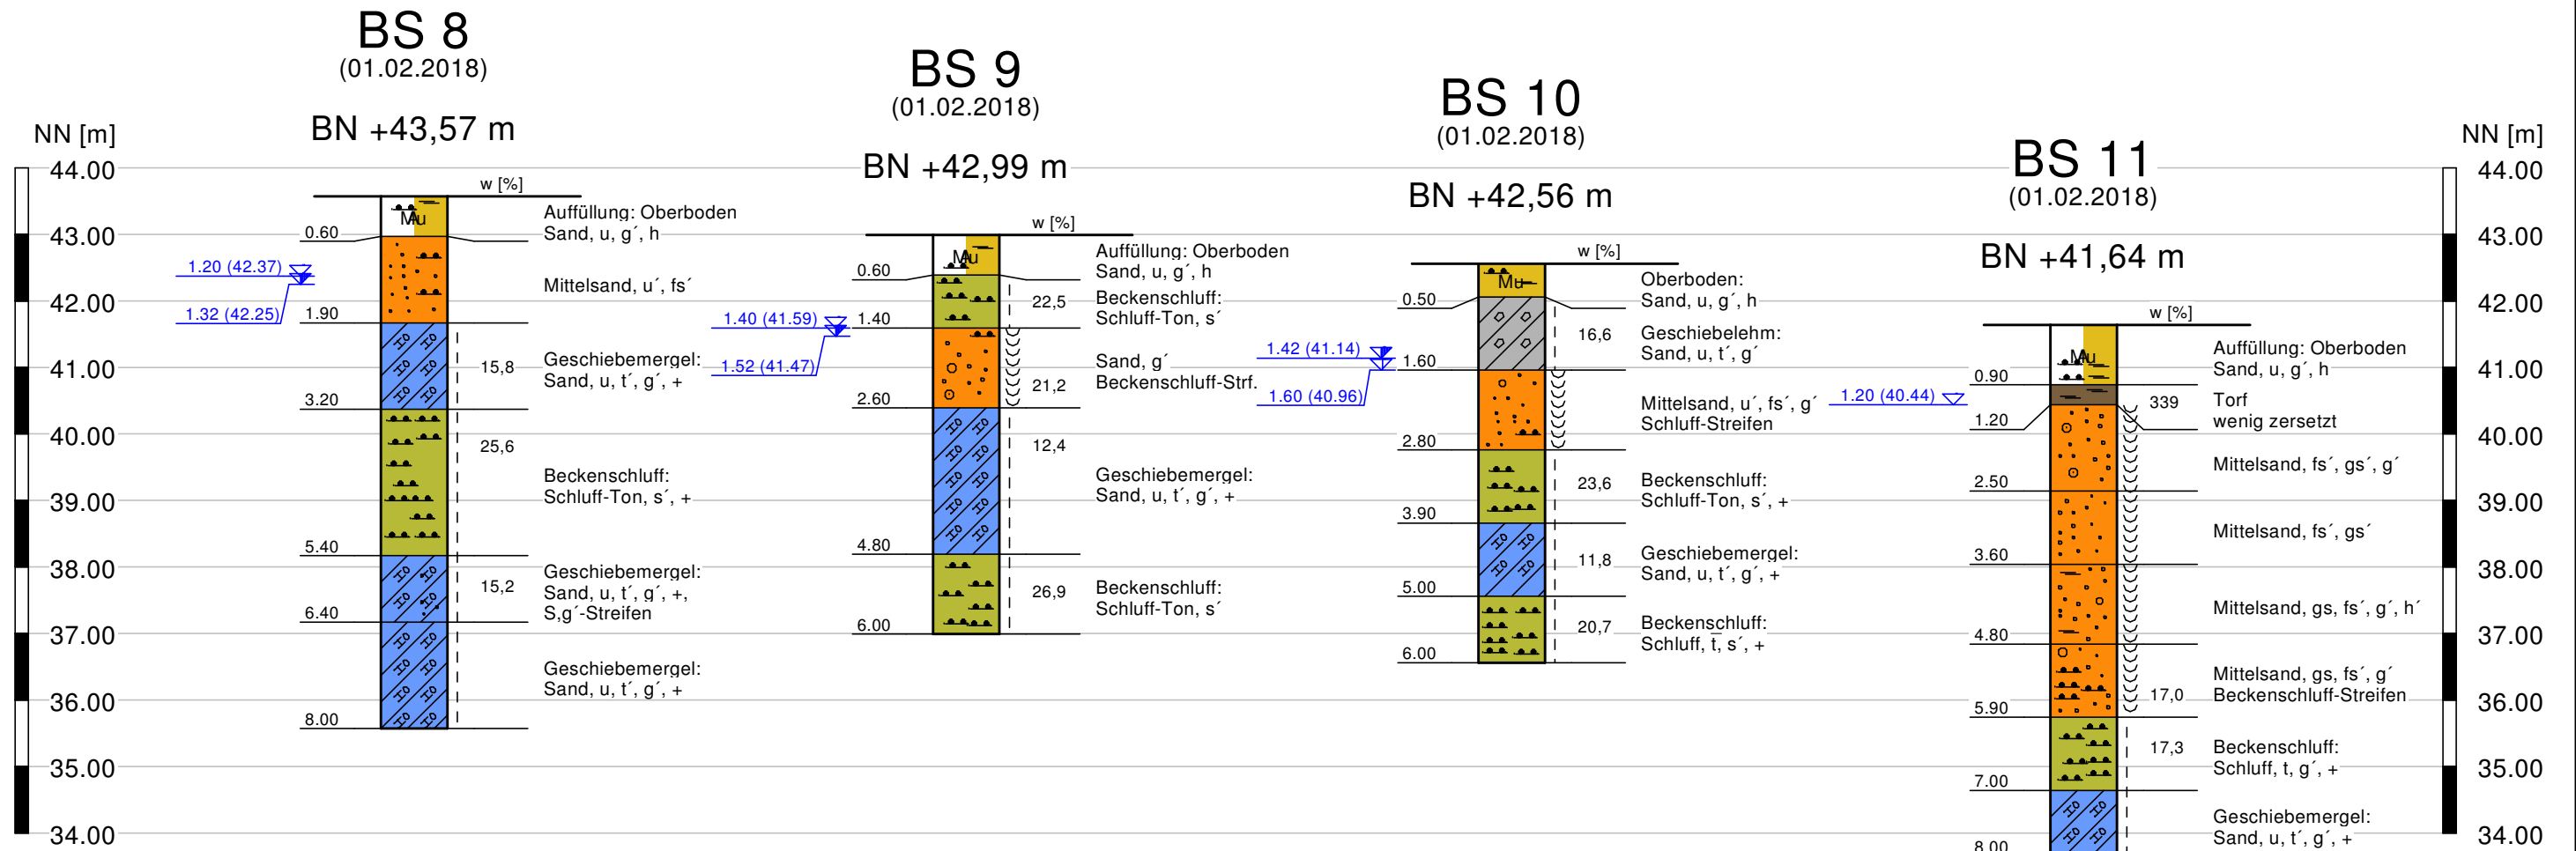 BS 8
(01.02.2018)
BN +43,57 m
w [%]
Mu
Au
0.60
1.20 (42.37)
1.32 (42.25)
1.90
3.20
5.40
6.40
8.00
15,8
25,6
15,2
Auffüllung: Oberboden
Sand, u, g´, h
Mittelsand, u´, fs´
Geschiebemergel:
Sand, u, t´, g´, +
Beckenschluff:
Schluff-Ton, s´, +
Geschiebemergel:
Sand, u, t´, g´, +,
S,g´-Streifen
Geschiebemergel:
Sand, u, t´, g´, +
BS 9
(01.02.2018)
BN +42,99 m
w [%]
Mu
Au
0.60
1.40
1.40 (41.59)
1.52 (41.47)
2.60
4.80
6.00
22,5
21,2
12,4
26,9
Auffüllung: Oberboden
Sand, u, g´, h
Beckenschluff:
Schluff-Ton, s´
Sand, g´
Beckenschluff-Strf.
Geschiebemergel:
Sand, u, t´, g´, +
Beckenschluff:
Schluff-Ton, s´
BS 10
(01.02.2018)
BN +42,56 m
w [%]
Mu
0.50
1.42 (41.14)
1.60
1.60 (40.96)
2.80
3.90
5.00
6.00
16,6
23,6
11,8
20,7
Oberboden:
Sand, u, g´, h
Geschiebelehm:
Sand, u, t´, g´
Mittelsand, u´, fs´, g´
Schluff-Streifen
Beckenschluff:
Schluff-Ton, s´, +
Geschiebemergel:
Sand, u, t´, g´, +
Beckenschluff:
Schluff, t̅, s´, +
BS 11
(01.02.2018)
BN +41,64 m
w [%]
Mu
Au
0.90
1.20 (40.44)
1.20
2.50
3.60
4.80
5.90
7.00
8.00
339
17,0
17,3
Auffüllung: Oberboden
Sand, u, g´, h
Torf
wenig zersetzt
Mittelsand, fs´, gs´, g´
Mittelsand, fs´, gs´
Mittelsand, gs, fs´, g´, h´
Mittelsand, gs, fs´, g´
Beckenschluff-Streifen
Beckenschluff:
Schluff, t, g´, +
Geschiebemergel:
Sand, u, t´, g´, +
NN [m]
44.00
43.00
42.00
41.00
40.00
39.00
38.00
37.00
36.00
35.00
34.00
NN [m]
44.00
43.00
42.00
41.00
40.00
39.00
38.00
37.00
36.00
35.00
34.00